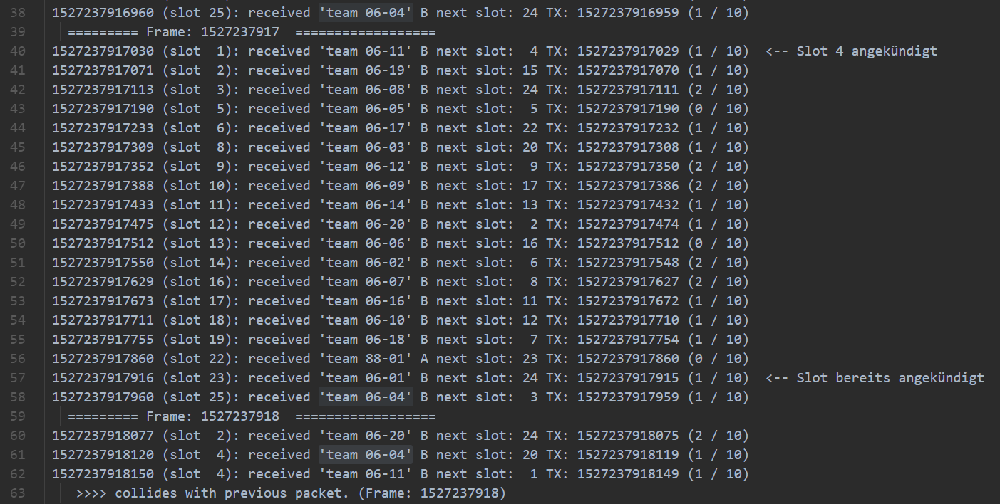 38 1527237916960 (slot 25): received 'team 06-04' B next slot: 24 TX: 1527237916959 (1 / 10)
39 ========= Frame: 1527237917 ==================
40 1527237917030 (slot  1): received 'team 06-11' B next slot:  4 TX: 1527237917029 (1 / 10)  <-- Slot 4 angekündigt
41 1527237917071 (slot  2): received 'team 06-19' B next slot: 15 TX: 1527237917070 (1 / 10)
42 1527237917113 (slot  3): received 'team 06-08' B next slot: 24 TX: 1527237917111 (2 / 10)
43 1527237917190 (slot  5): received 'team 06-05' B next slot:  5 TX: 1527237917190 (0 / 10)
44 1527237917233 (slot  6): received 'team 06-17' B next slot: 22 TX: 1527237917232 (1 / 10)
45 1527237917309 (slot  8): received 'team 06-03' B next slot: 20 TX: 1527237917308 (1 / 10)
46 1527237917352 (slot  9): received 'team 06-12' B next slot:  9 TX: 1527237917350 (2 / 10)
47 1527237917388 (slot 10): received 'team 06-09' B next slot: 17 TX: 1527237917386 (2 / 10)
48 1527237917433 (slot 11): received 'team 06-14' B next slot: 13 TX: 1527237917432 (1 / 10)
49 1527237917475 (slot 12): received 'team 06-20' B next slot:  2 TX: 1527237917474 (1 / 10)
50 1527237917512 (slot 13): received 'team 06-06' B next slot: 16 TX: 1527237917512 (0 / 10)
51 1527237917550 (slot 14): received 'team 06-02' B next slot:  6 TX: 1527237917548 (2 / 10)
52 1527237917629 (slot 16): received 'team 06-07' B next slot:  8 TX: 1527237917627 (2 / 10)
53 1527237917673 (slot 17): received 'team 06-16' B next slot: 11 TX: 1527237917672 (1 / 10)
54 1527237917711 (slot 18): received 'team 06-10' B next slot: 12 TX: 1527237917710 (1 / 10)
55 1527237917755 (slot 19): received 'team 06-18' B next slot:  7 TX: 1527237917754 (1 / 10)
56 1527237917860 (slot 22): received 'team 88-01' A next slot: 23 TX: 1527237917860 (0 / 10)
57 1527237917916 (slot 23): received 'team 06-01' B next slot: 24 TX: 1527237917915 (1 / 10)  <-- Slot bereits angekündigt
58 1527237917960 (slot 25): received 'team 06-04' B next slot:  3 TX: 1527237917959 (1 / 10)
59 ========= Frame: 1527237918 ==================
60 1527237918077 (slot  2): received 'team 06-20' B next slot: 24 TX: 1527237918075 (2 / 10)
61 1527237918120 (slot  4): received 'team 06-04' B next slot: 20 TX: 1527237918119 (1 / 10)
62 1527237918150 (slot  4): received 'team 06-11' B next slot:  1 TX: 1527237918149 (1 / 10)
63 >>>> collides with previous packet. (Frame: 1527237918)